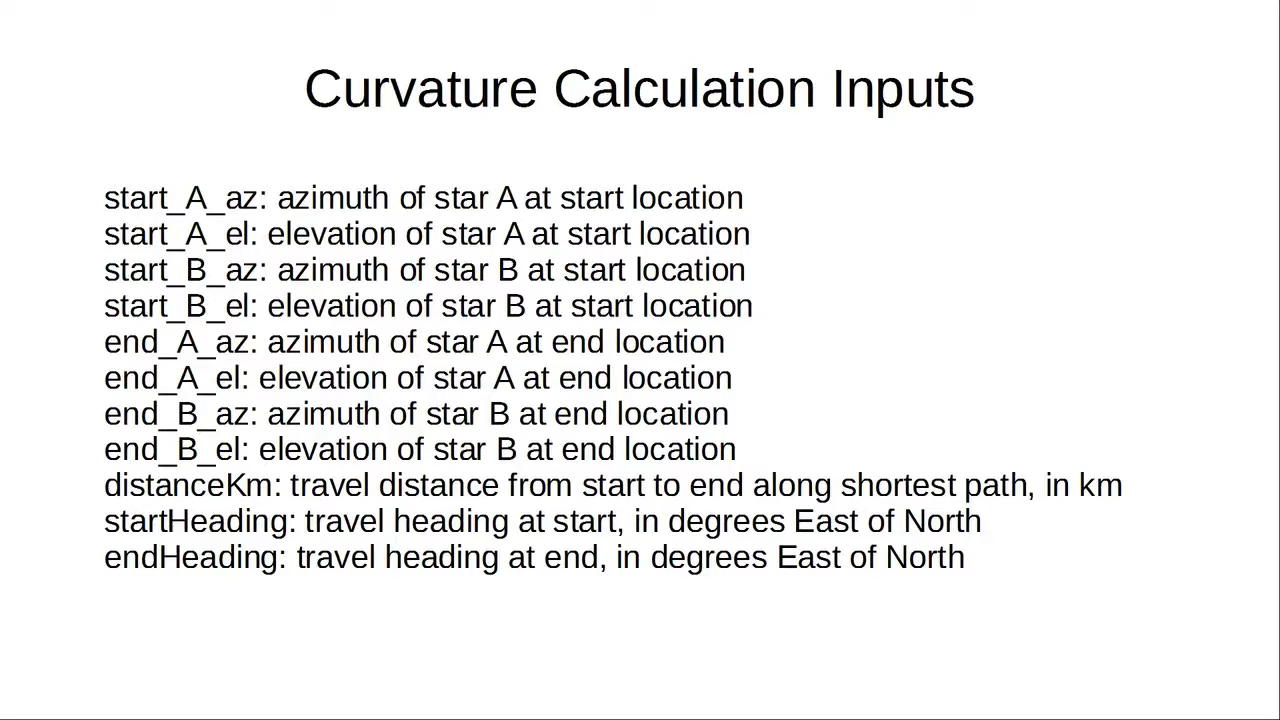 Curvature Calculation Inputs
start_A_az: azimuth of star A at start location
start_A_el: elevation of star A at start location
start_B_az: azimuth of star B at start location
start_B_el: elevation of star B at start location
end_A_az: azimuth of star A at end location
end_A_el: elevation of star A at end location
end_B_az: azimuth of star B at end location
end_B_el: elevation of star B at end location
distanceKm: travel distance from start to end along shortest path, in km
startHeading: travel heading at start, in degrees East of North
endHeading: travel heading at end, in degrees East of North